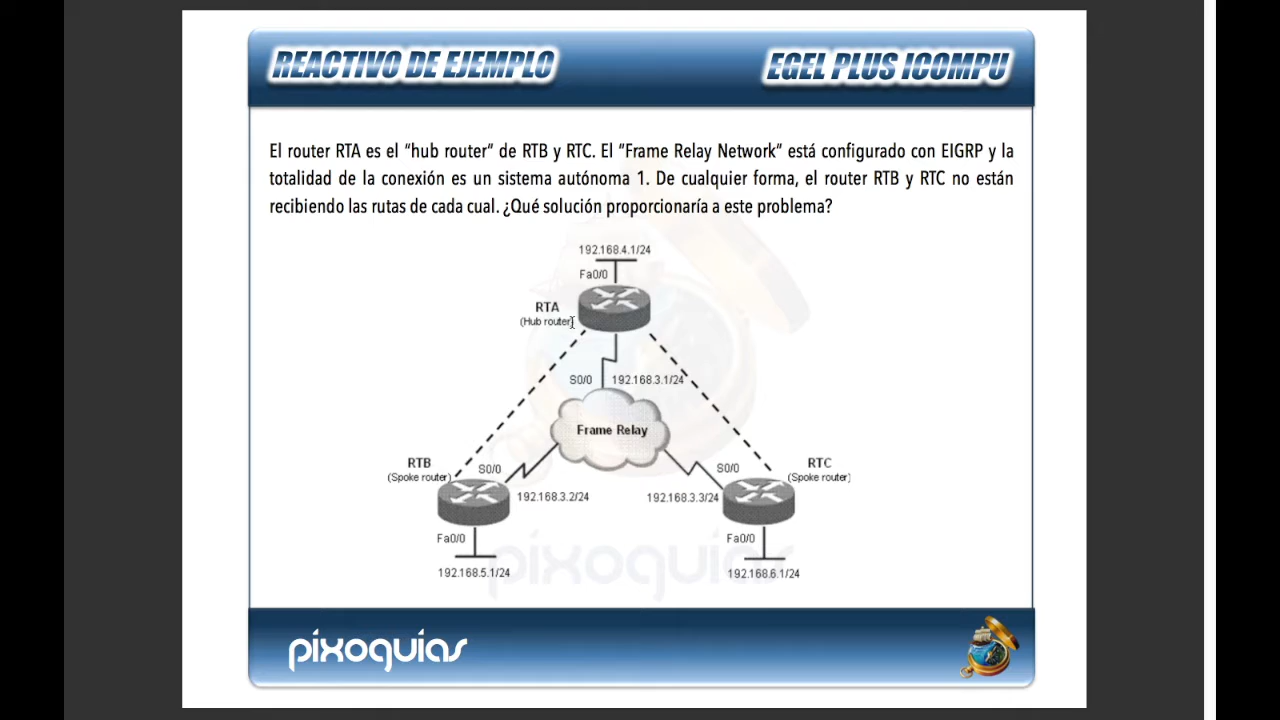 REACTIVO DE EJEMPLO
EGEL PLUS ICOMPU
El router RTA es el “hub router” de RTB y RTC. El “Frame Relay Network” está configurado con EIGRP y la
totalidad de la conexión es un sistema autónoma 1. De cualquier forma, el router RTB y RTC no están
recibiendo las rutas de cada cual. ¿Qué solución proporcionaría a este problema?
192.168.4.1/24
Fa0/0
RTA
(Hub router)
S0/0
192.168.3.1/24
Frame Relay
RTB
(Spoke router)
S0/0
S0/0
RTC
(Spoke router)
192.168.3.2/24
192.168.3.3/24
Fa0/0
Fa0/0
192.168.5.1/24
192.168.6.1/24
pixoguías
pixoguías